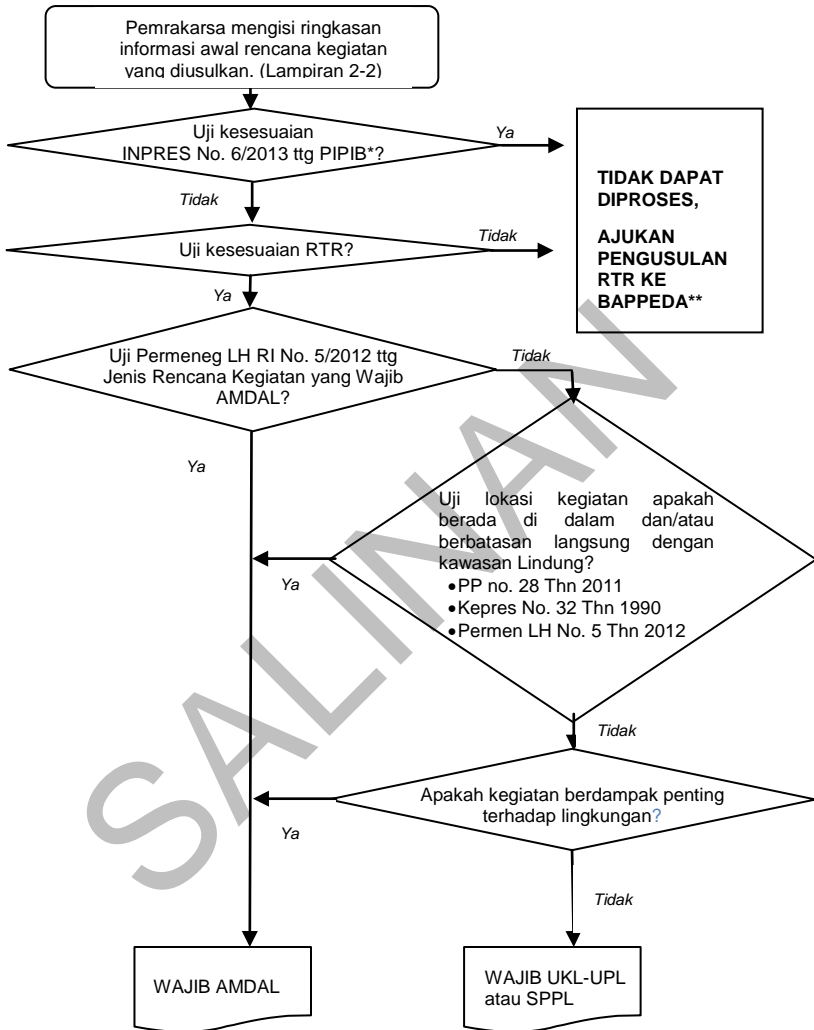 Pemrakarsa mengisi ringkasan
informasi awal rencana kegiatan
yang diusulkan. (Lampiran 2-2)
Uji kesesuaian
INPRES No. 6/2013 ttg PIPIB*?
Ya
Tidak
TIDAK DAPAT
DIPROSES,
AJUKAN
PENGUSULAN
RTR KE
BAPPEDA**
Uji kesesuaian RTR?
Tidak
Ya
Uji Permeneg LH RI No. 5/2012 ttg
Jenis Rencana Kegiatan yang Wajib
AMDAL?
Tidak
Ya
Uji lokasi kegiatan apakah
berada di dalam dan/atau
berbatasan langsung dengan
kawasan Lindung?
•PP no. 28 Thn 2011
•Kepres No. 32 Thn 1990
•Permen LH No. 5 Thn 2012
Ya
Tidak
Apakah kegiatan berdampak penting
terhadap lingkungan?
Ya
Tidak
WAJIB AMDAL
WAJIB UKL-UPL
atau SPPL
SALINAN